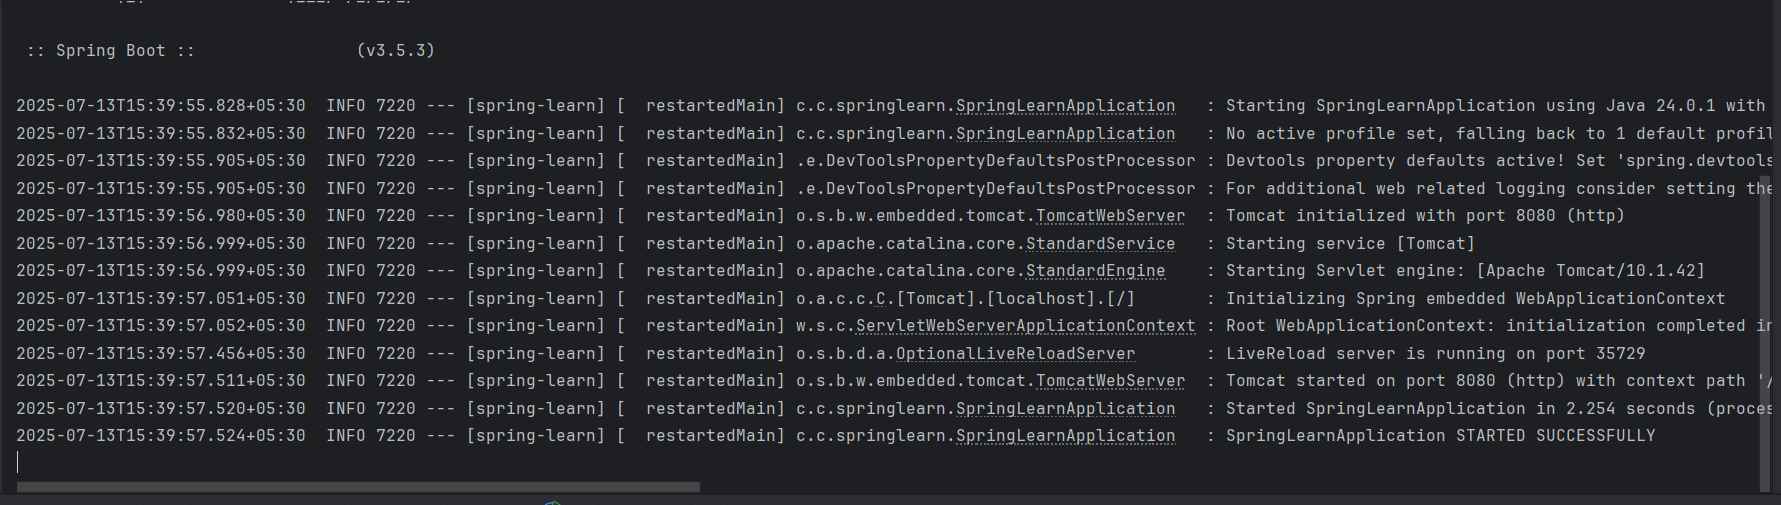 :: Spring Boot ::                (v3.5.3)
2025-07-13T15:39:55.828+05:30  INFO 7220 --- [spring-learn] [  restartedMain] c.c.springlearn.SpringLearnApplication   : Starting SpringLearnApplication using Java 24.0.1 with
2025-07-13T15:39:55.832+05:30  INFO 7220 --- [spring-learn] [  restartedMain] c.c.springlearn.SpringLearnApplication   : No active profile set, falling back to 1 default profil
2025-07-13T15:39:55.905+05:30  INFO 7220 --- [spring-learn] [  restartedMain] .e.DevToolsPropertyDefaultsPostProcessor : Devtools property defaults active! Set 'spring.devtools
2025-07-13T15:39:55.905+05:30  INFO 7220 --- [spring-learn] [  restartedMain] .e.DevToolsPropertyDefaultsPostProcessor : For additional web related logging consider setting the
2025-07-13T15:39:56.980+05:30  INFO 7220 --- [spring-learn] [  restartedMain] o.s.b.w.embedded.tomcat.TomcatWebServer  : Tomcat initialized with port 8080 (http)
2025-07-13T15:39:56.999+05:30  INFO 7220 --- [spring-learn] [  restartedMain] o.apache.catalina.core.StandardService   : Starting service [Tomcat]
2025-07-13T15:39:56.999+05:30  INFO 7220 --- [spring-learn] [  restartedMain] o.apache.catalina.core.StandardEngine    : Starting Servlet engine: [Apache Tomcat/10.1.42]
2025-07-13T15:39:57.051+05:30  INFO 7220 --- [spring-learn] [  restartedMain] o.a.c.c.C.[Tomcat].[localhost].[/]       : Initializing Spring embedded WebApplicationContext
2025-07-13T15:39:57.052+05:30  INFO 7220 --- [spring-learn] [  restartedMain] w.s.c.ServletWebServerApplicationContext : Root WebApplicationContext: initialization completed in
2025-07-13T15:39:57.456+05:30  INFO 7220 --- [spring-learn] [  restartedMain] o.s.b.d.a.OptionalLiveReloadServer       : LiveReload server is running on port 35729
2025-07-13T15:39:57.511+05:30  INFO 7220 --- [spring-learn] [  restartedMain] o.s.b.w.embedded.tomcat.TomcatWebServer  : Tomcat started on port 8080 (http) with context path '/
2025-07-13T15:39:57.520+05:30  INFO 7220 --- [spring-learn] [  restartedMain] c.c.springlearn.SpringLearnApplication   : Started SpringLearnApplication in 2.254 seconds (proces
2025-07-13T15:39:57.524+05:30  INFO 7220 --- [spring-learn] [  restartedMain] c.c.springlearn.SpringLearnApplication   : SpringLearnApplication STARTED SUCCESSFULLY